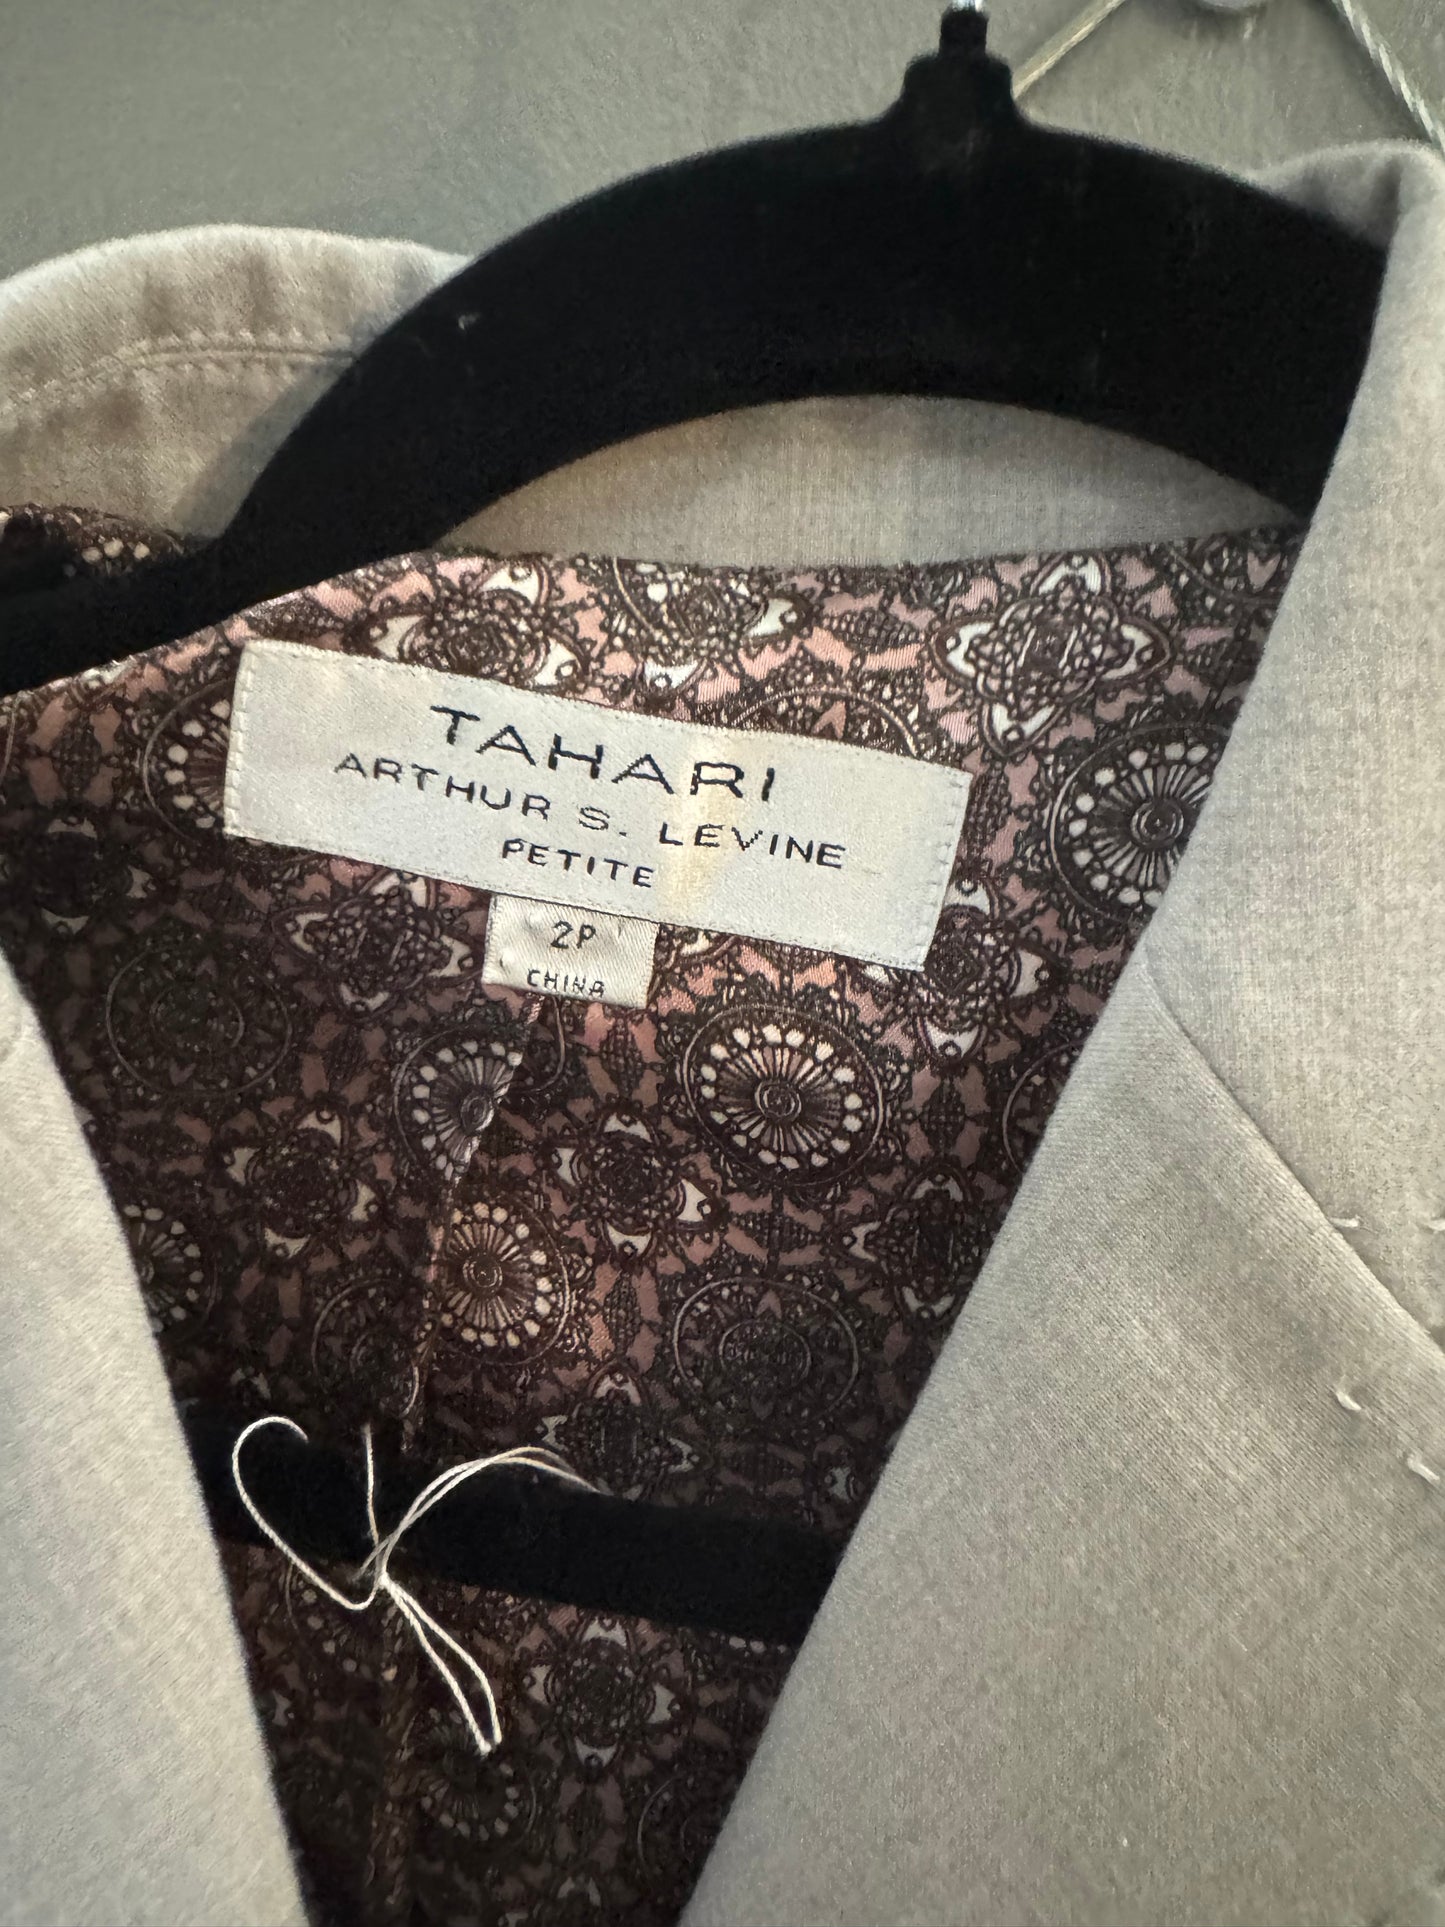 TAHARI
ARTHUR S. LEVINE
PETITE
2P
CHINA